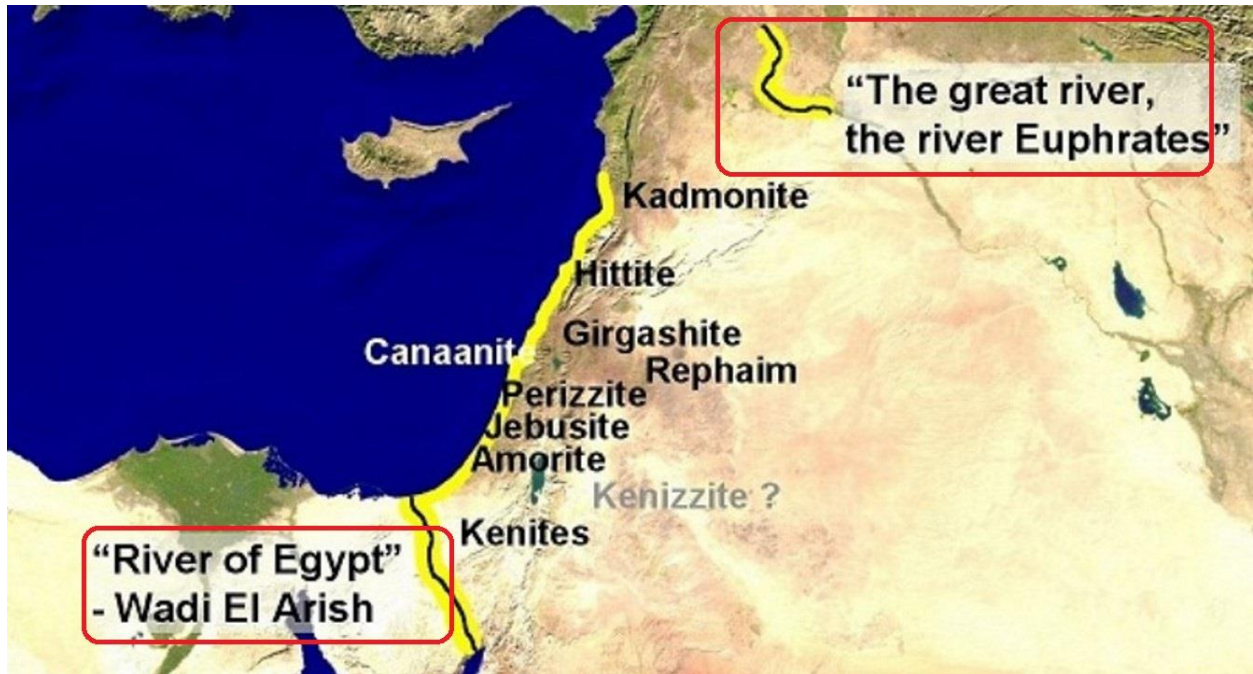 “The great river,
the river Euphrates”
Kadmonite
Hittite
Girgashite
Canaanite
Rephaim
Perizzite
Jebusite
Amorite
Kenizzite ?
Kenites
“River of Egypt”
- Wadi El Arish